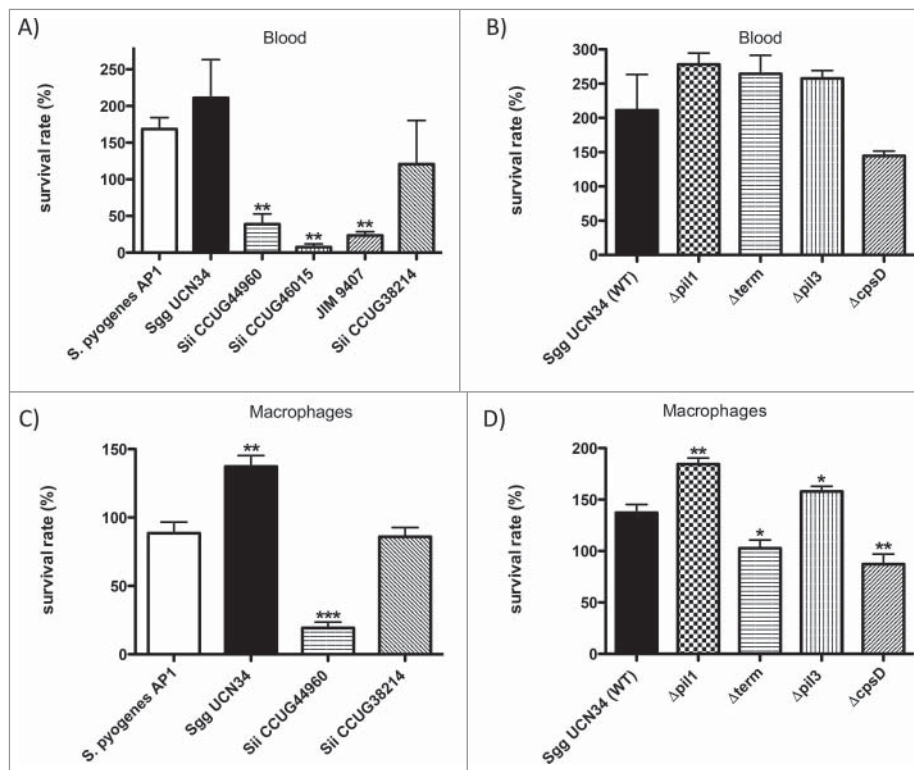 A)
Blood
survival rate (%)
250
200
150
100
50
0
**
**
**
S. pyogenes AP1
Sgg UCN34
Sii CCUG44960
Sii CCUG46015
JIM 9407
Sii CCUG38214
B)
Blood
survival rate (%)
300
250
200
150
100
50
0
Sgg UCN34 (WT)
Δpil1
Δterm
Δpil3
ΔcpsD
C)
Macrophages
survival rate (%)
150
100
50
0
**
***
S. pyogenes AP1
Sgg UCN34
Sii CCUG44960
Sii CCUG38214
D)
Macrophages
survival rate (%)
200
150
100
50
0
**
*
*
**
Sgg UCN34 (WT)
Δpil1
Δterm
Δpil3
ΔcpsD